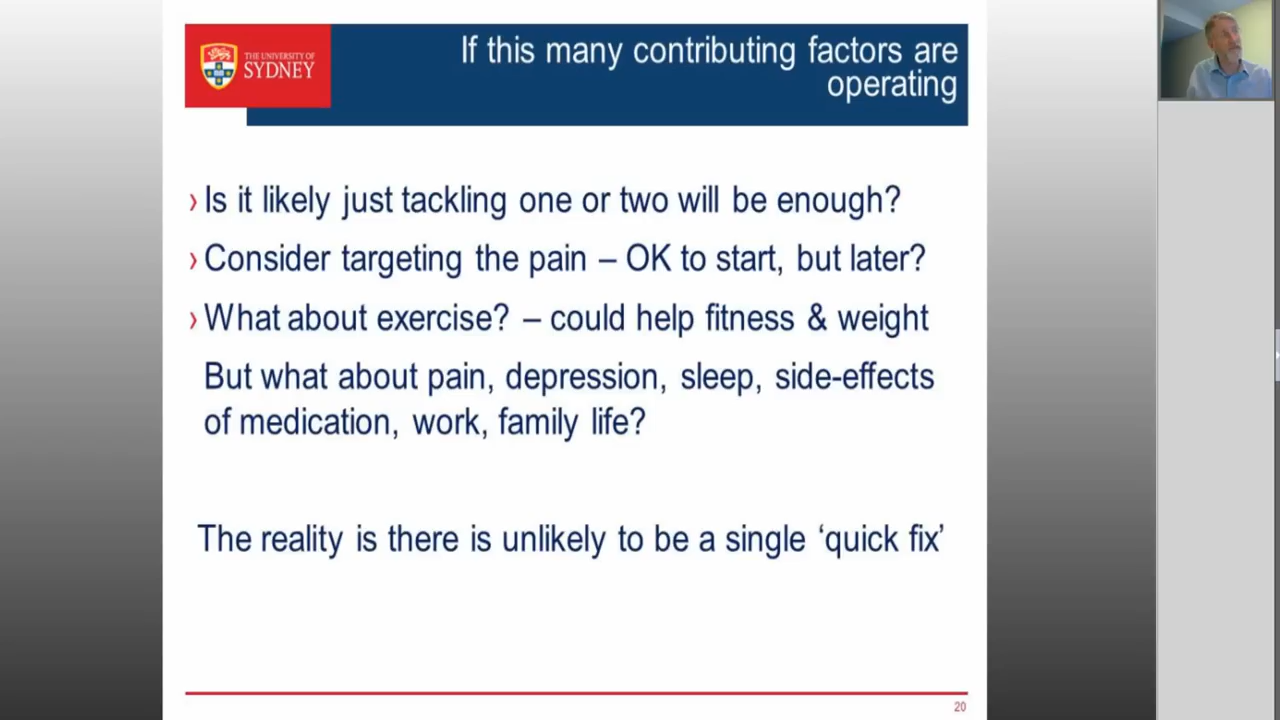 THE UNIVERSITY OF
SYDNEY
If this many contributing factors are
operating
› Is it likely just tackling one or two will be enough?
› Consider targeting the pain – OK to start, but later?
› What about exercise? – could help fitness & weight
But what about pain, depression, sleep, side-effects
of medication, work, family life?
The reality is there is unlikely to be a single ‘quick fix’
20